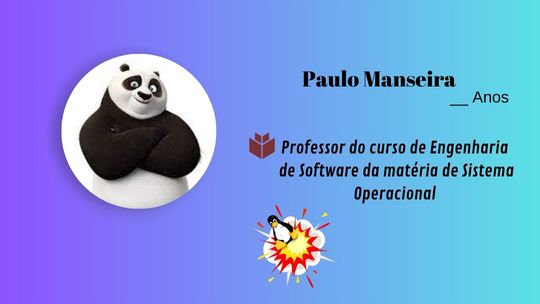 Paulo Manseira
__ Anos
Professor do curso de Engenharia
de Software da matéria de Sistema
Operacional